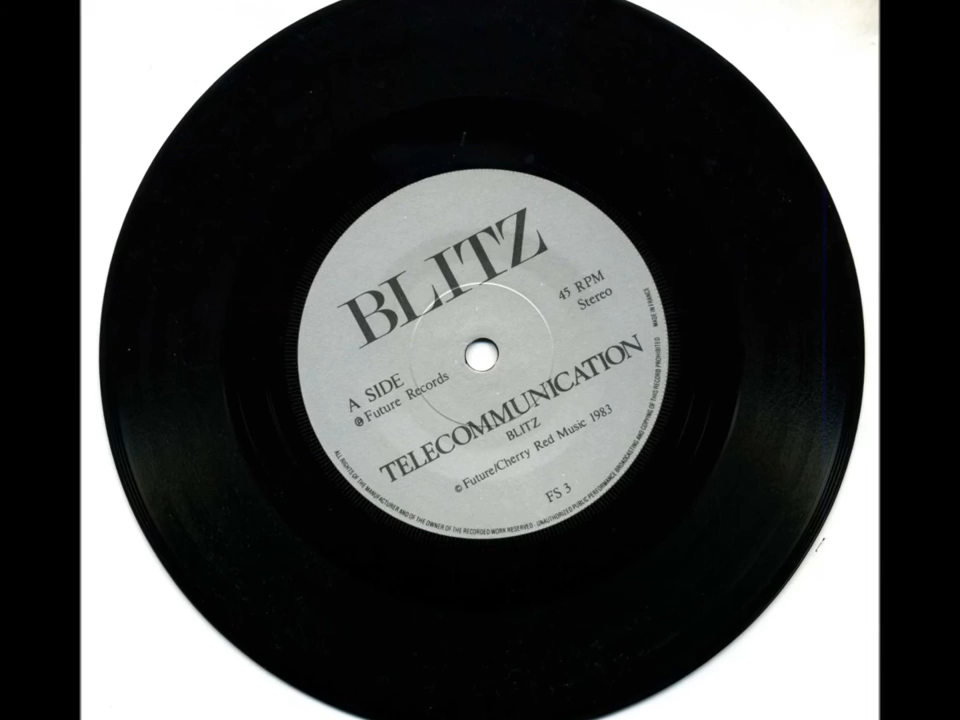 BLITZ
45 RPM
Stereo
A SIDE
℗ Future Records
TELECOMMUNICATION
BLITZ
© Future/Cherry Red Music 1983
FS 3
ALL RIGHTS OF THE MANUFACTURER AND OF THE OWNER OF THE RECORDED WORK RESERVED · UNAUTHORIZED PUBLIC PERFORMANCE BROADCASTING AND COPYING OF THIS RECORD PROHIBITED MADE IN FRANCE